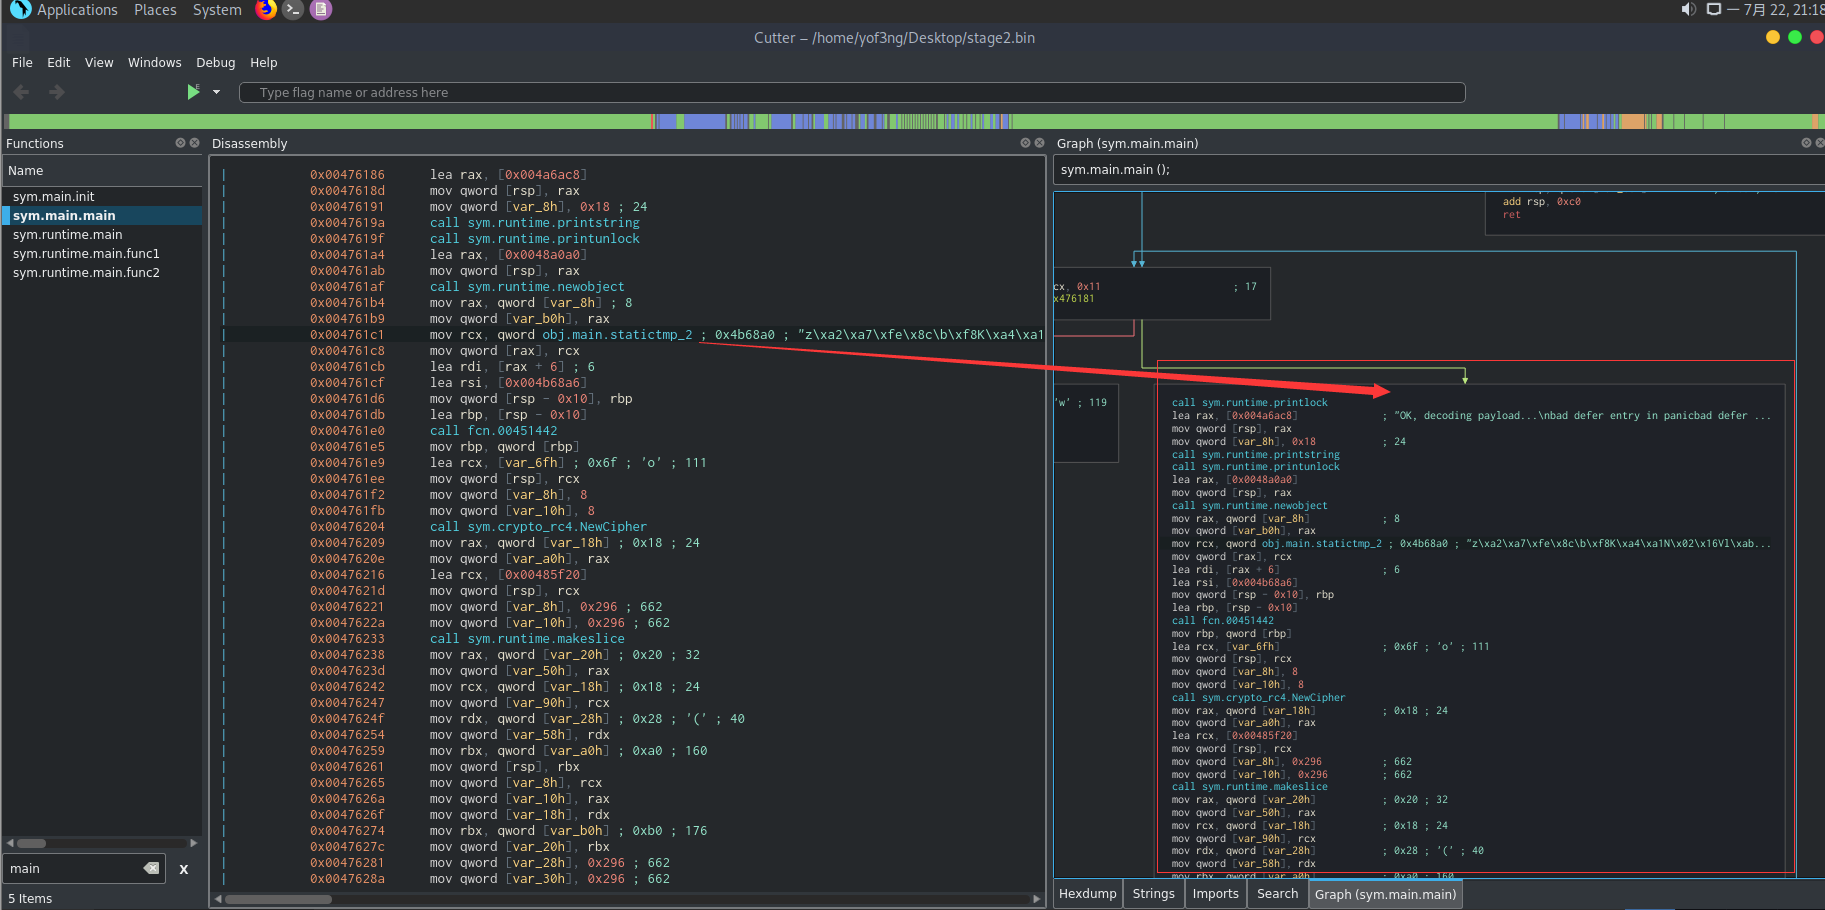 Applications Places System
一 7月 22, 21:18
Cutter – /home/yof3ng/Desktop/stage2.bin
File Edit View Windows Debug Help
Type flag name or address here
Functions
Name
sym.main.init
sym.main.main
sym.runtime.main
sym.runtime.main.func1
sym.runtime.main.func2
main
X
5 Items
Disassembly
0x00476186 lea rax, [0x004a6ac8]
0x0047618d mov qword [rsp], rax
0x00476191 mov qword [var_8h], 0x18 ; 24
0x0047619a call sym.runtime.printstring
0x0047619f call sym.runtime.printunlock
0x004761a4 lea rax, [0x0048a0a0]
0x004761ab mov qword [rsp], rax
0x004761af call sym.runtime.newobject
0x004761b4 mov rax, qword [var_8h] ; 8
0x004761b9 mov qword [var_b0h], rax
0x004761c1 mov rcx, qword obj.main.statictmp_2 ; 0x4b68a0 ; "z\xa2\xa7\xfe\x8c\b\xf8K\xa4\xa1
0x004761c8 mov qword [rax], rcx
0x004761cb lea rdi, [rax + 6] ; 6
0x004761cf lea rsi, [0x004b68a6]
0x004761d6 mov qword [rsp - 0x10], rbp
0x004761db lea rbp, [rsp - 0x10]
0x004761e0 call fcn.00451442
0x004761e5 mov rbp, qword [rbp]
0x004761e9 lea rcx, [var_6fh] ; 0x6f ; 'o' ; 111
0x004761ee mov qword [rsp], rcx
0x004761f2 mov qword [var_8h], 8
0x004761fb mov qword [var_10h], 8
0x00476204 call sym.crypto_rc4.NewCipher
0x00476209 mov rax, qword [var_18h] ; 0x18 ; 24
0x0047620e mov qword [var_a0h], rax
0x00476216 lea rcx, [0x00485f20]
0x0047621d mov qword [rsp], rcx
0x00476221 mov qword [var_8h], 0x296 ; 662
0x0047622a mov qword [var_10h], 0x296 ; 662
0x00476233 call sym.runtime.makeslice
0x00476238 mov rax, qword [var_20h] ; 0x20 ; 32
0x0047623d mov qword [var_50h], rax
0x00476242 mov rcx, qword [var_18h] ; 0x18 ; 24
0x00476247 mov qword [var_90h], rcx
0x0047624f mov rdx, qword [var_28h] ; 0x28 ; '(' ; 40
0x00476254 mov qword [var_58h], rdx
0x00476259 mov rbx, qword [var_a0h] ; 0xa0 ; 160
0x00476261 mov qword [rsp], rbx
0x00476265 mov qword [var_8h], rcx
0x0047626a mov qword [var_10h], rax
0x0047626f mov qword [var_18h], rdx
0x00476274 mov rbx, qword [var_b0h] ; 0xb0 ; 176
0x0047627c mov qword [var_20h], rbx
0x00476281 mov qword [var_28h], 0x296 ; 662
0x0047628a mov qword [var_30h], 0x296 ; 662
Graph (sym.main.main)
sym.main.main ();
add rsp, 0xc0
ret
cx, 0x11 ; 17
x476181
'w' ; 119
call sym.runtime.printlock
lea rax, [0x004a6ac8] ; "OK, decoding payload...\nbad defer entry in panicbad defer ...
mov qword [rsp], rax
mov qword [var_8h], 0x18 ; 24
call sym.runtime.printstring
call sym.runtime.printunlock
lea rax, [0x0048a0a0]
mov qword [rsp], rax
call sym.runtime.newobject
mov rax, qword [var_8h] ; 8
mov qword [var_b0h], rax
mov rcx, qword obj.main.statictmp_2 ; 0x4b68a0 ; "z\xa2\xa7\xfe\x8c\b\xf8K\xa4\xa1N\x02\x16Vl\xab...
mov qword [rax], rcx
lea rdi, [rax + 6] ; 6
lea rsi, [0x004b68a6]
mov qword [rsp - 0x10], rbp
lea rbp, [rsp - 0x10]
call fcn.00451442
mov rbp, qword [rbp]
lea rcx, [var_6fh] ; 0x6f ; 'o' ; 111
mov qword [rsp], rcx
mov qword [var_8h], 8
mov qword [var_10h], 8
call sym.crypto_rc4.NewCipher
mov rax, qword [var_18h] ; 0x18 ; 24
mov qword [var_a0h], rax
lea rcx, [0x00485f20]
mov qword [rsp], rcx
mov qword [var_8h], 0x296 ; 662
mov qword [var_10h], 0x296 ; 662
call sym.runtime.makeslice
mov rax, qword [var_20h] ; 0x20 ; 32
mov qword [var_50h], rax
mov rcx, qword [var_18h] ; 0x18 ; 24
mov qword [var_90h], rcx
mov rdx, qword [var_28h] ; 0x28 ; '(' ; 40
mov qword [var_58h], rdx
mov rbx, qword [var_a0h] ; 0xa0 ; 160
Hexdump Strings Imports Search Graph (sym.main.main)